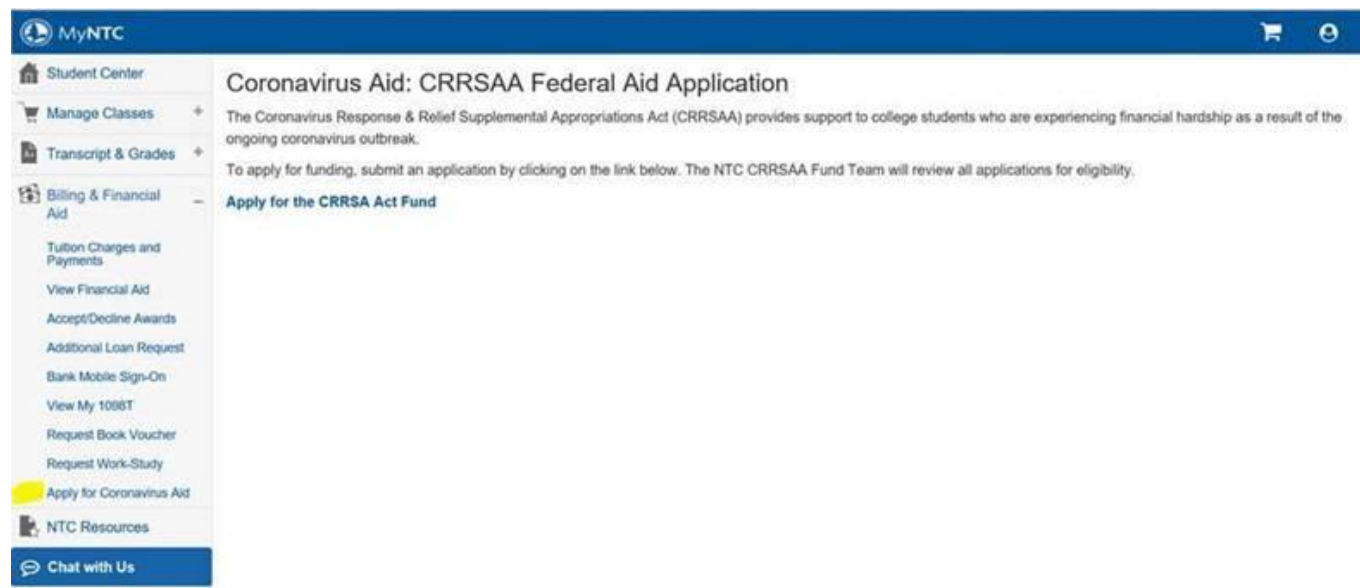 MyNTC
Student Center
Manage Classes +
Transcript & Grades +
Billing & Financial Aid –
Tuition Charges and
Payments
View Financial Aid
Accept/Decline Awards
Additional Loan Request
Bank Mobile Sign-On
View My 1098T
Request Book Voucher
Request Work-Study
Apply for Coronavirus Aid
NTC Resources
Chat with Us
Coronavirus Aid: CRRSAA Federal Aid Application
The Coronavirus Response & Relief Supplemental Appropriations Act (CRRSAA) provides support to college students who are experiencing financial hardship as a result of the
ongoing coronavirus outbreak.
To apply for funding, submit an application by clicking on the link below. The NTC CRRSAA Fund Team will review all applications for eligibility.
Apply for the CRRSA Act Fund